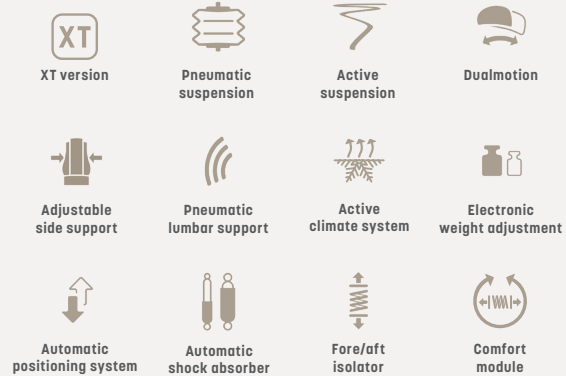 XT
XT version
Pneumatic
suspension
Active
suspension
Dualmotion
Adjustable
side support
Pneumatic
lumbar support
Active
climate system
Electronic
weight adjustment
Automatic
positioning system
Automatic
shock absorber
Fore/aft
isolator
Comfort
module